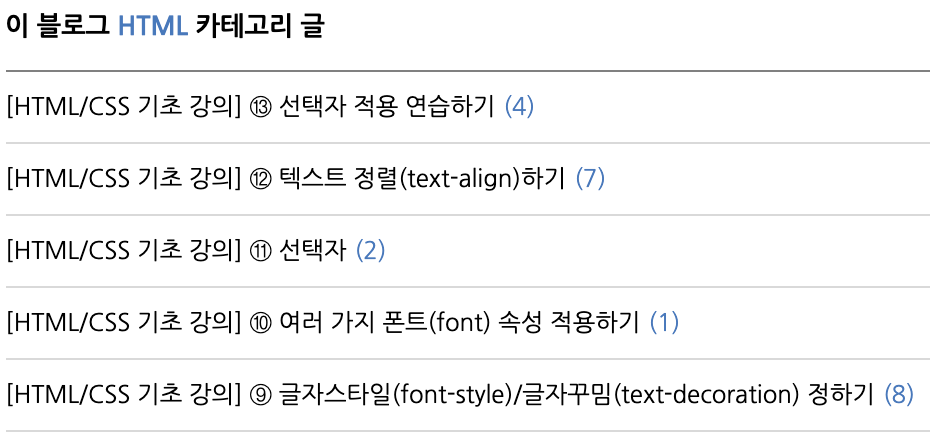 이 블로그 HTML 카테고리 글
[HTML/CSS 기초 강의] ⑬ 선택자 적용 연습하기 (4)
[HTML/CSS 기초 강의] ⑫ 텍스트 정렬(text-align)하기 (7)
[HTML/CSS 기초 강의] ⑪ 선택자 (2)
[HTML/CSS 기초 강의] ⑩ 여러 가지 폰트(font) 속성 적용하기 (1)
[HTML/CSS 기초 강의] ⑨ 글자스타일(font-style)/글자꾸밈(text-decoration) 정하기 (8)